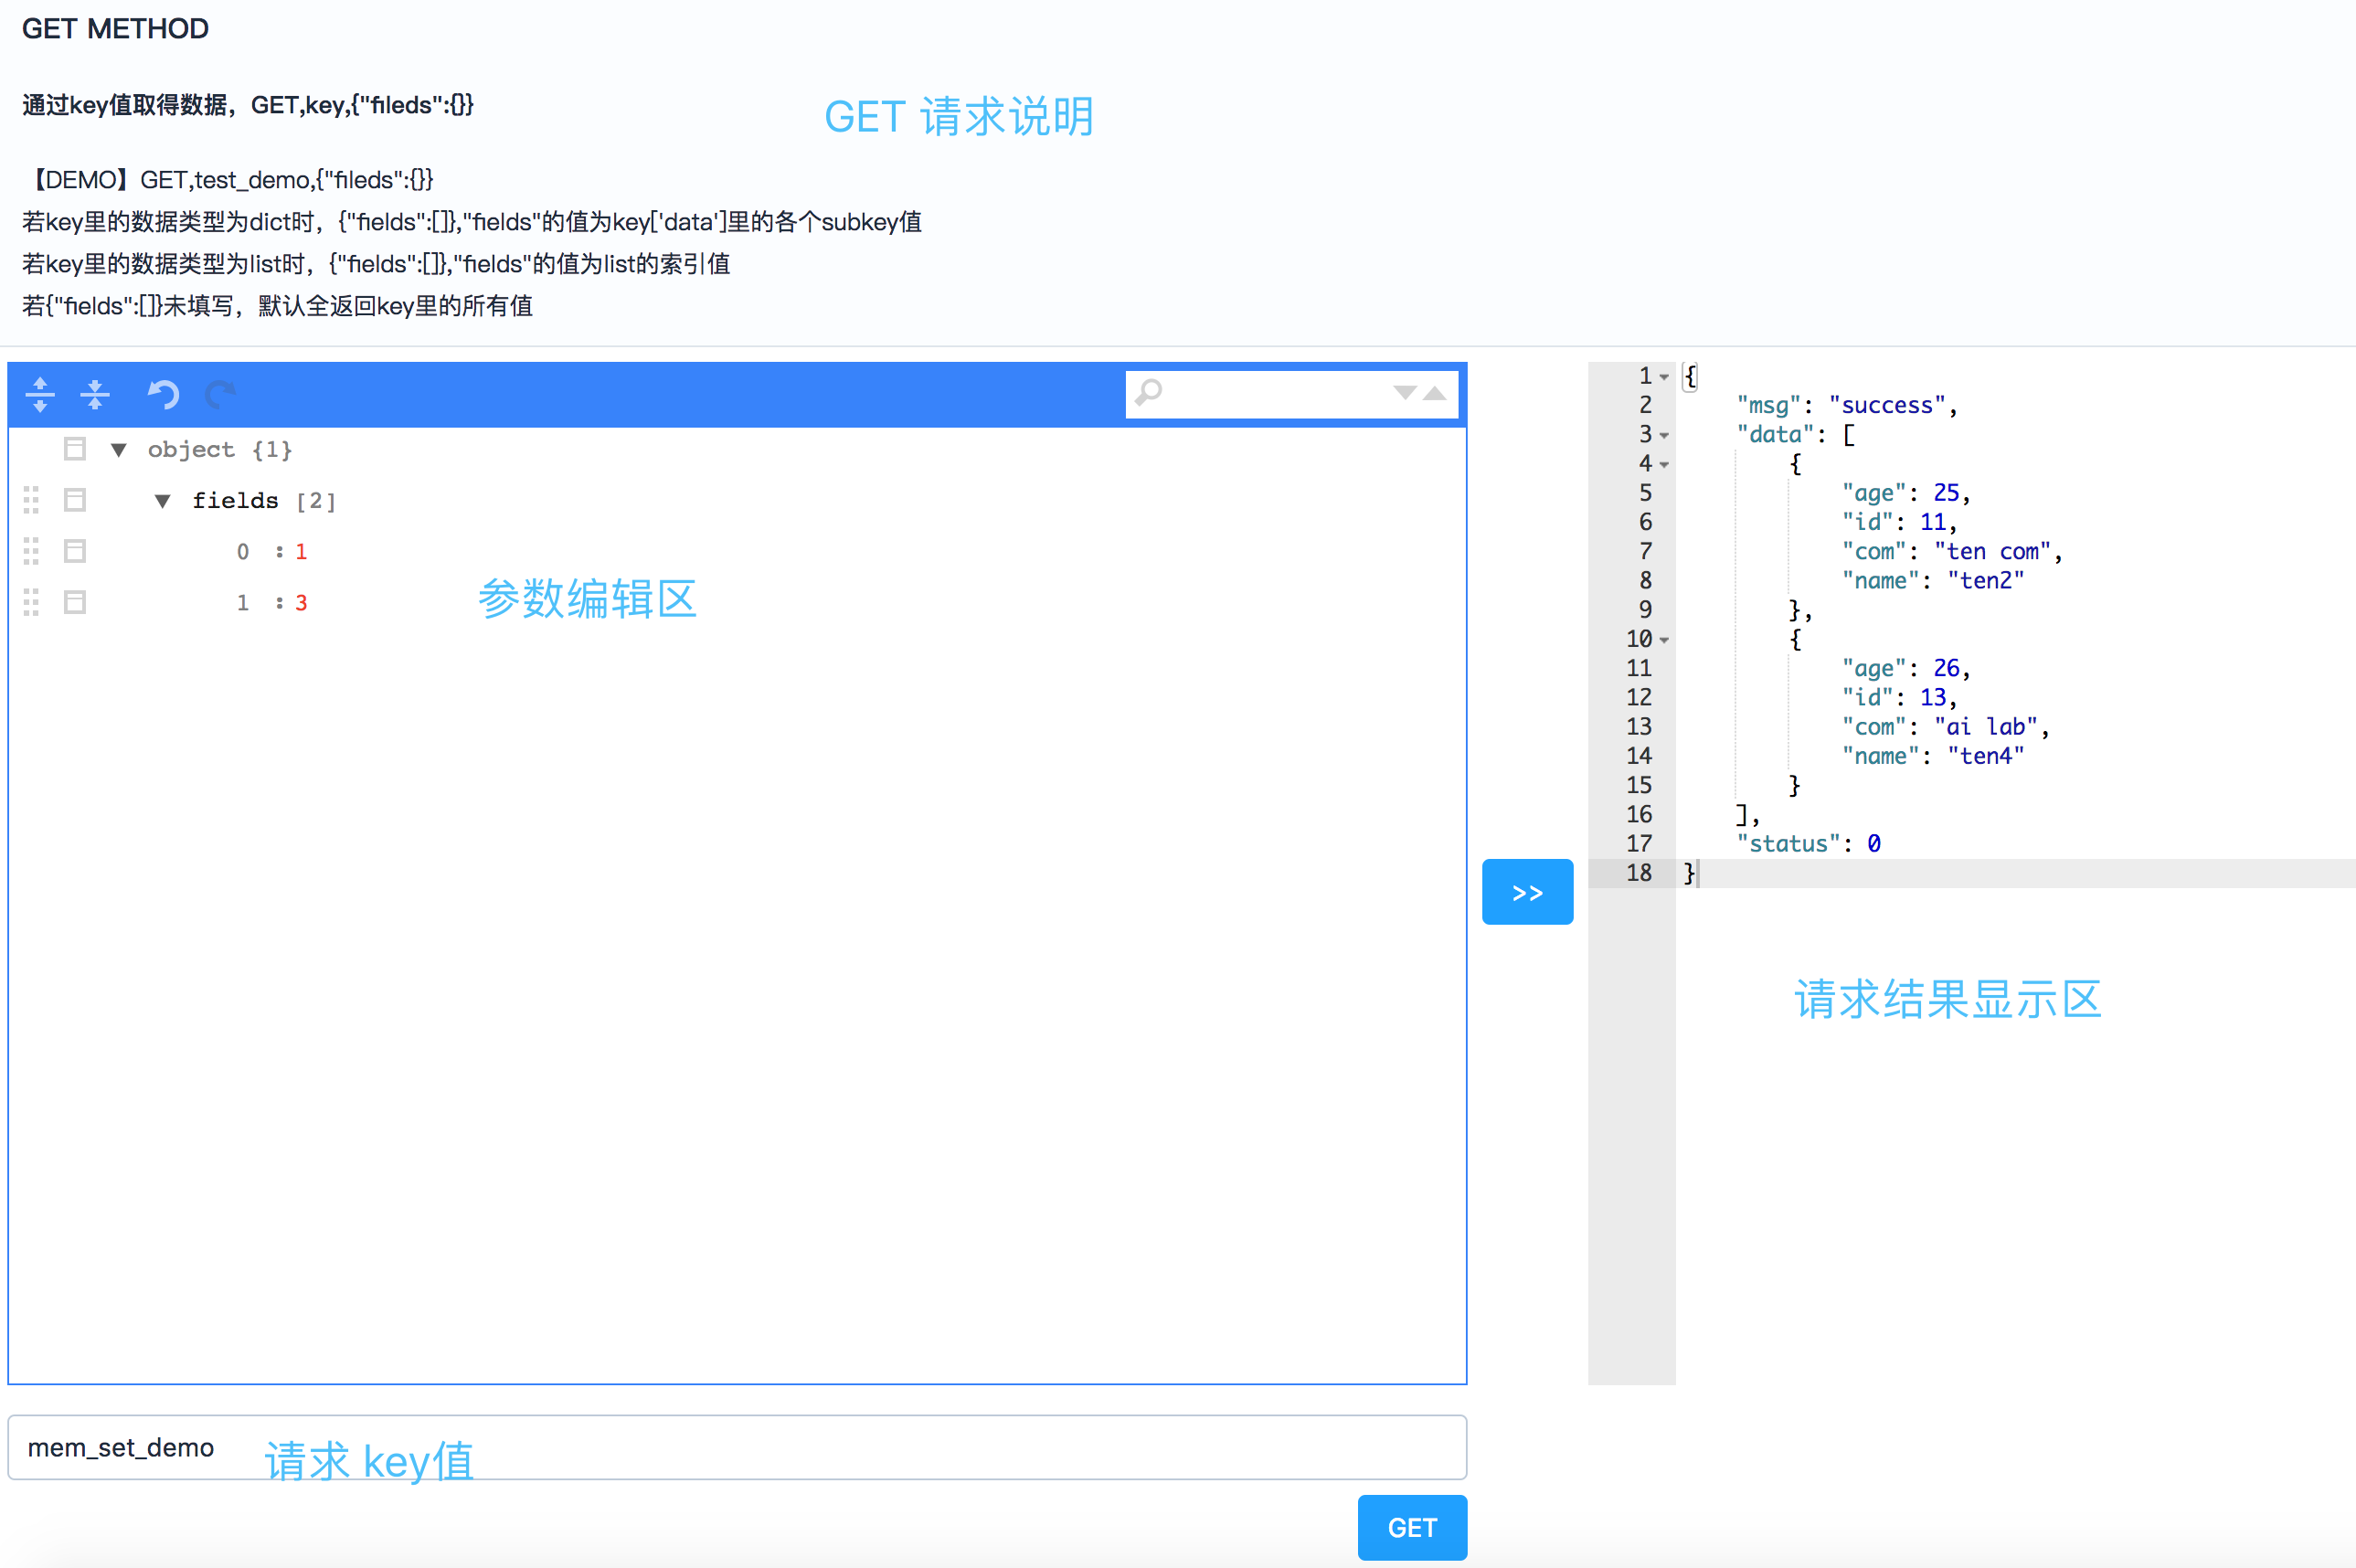 GET METHOD
通过key值取得数据，GET,key,{"fileds":{}}
GET 请求说明
【DEMO】GET,test_demo,{"fileds":{}}
若key里的数据类型为dict时，{"fields":[]},"fields"的值为key['data']里的各个subkey值
若key里的数据类型为list时，{"fields":[]},"fields"的值为list的索引值
若{"fields":[]}未填写，默认全返回key里的所有值
object {1}
fields [2]
0 : 1
1 : 3
参数编辑区
>>
1 {
2 "msg": "success",
3 "data": [
4 {
5 "age": 25,
6 "id": 11,
7 "com": "ten com",
8 "name": "ten2"
9 },
10 {
11 "age": 26,
12 "id": 13,
13 "com": "ai lab",
14 "name": "ten4"
15 }
16 ],
17 "status": 0
18 }
请求结果显示区
mem_set_demo
请求 key值
GET